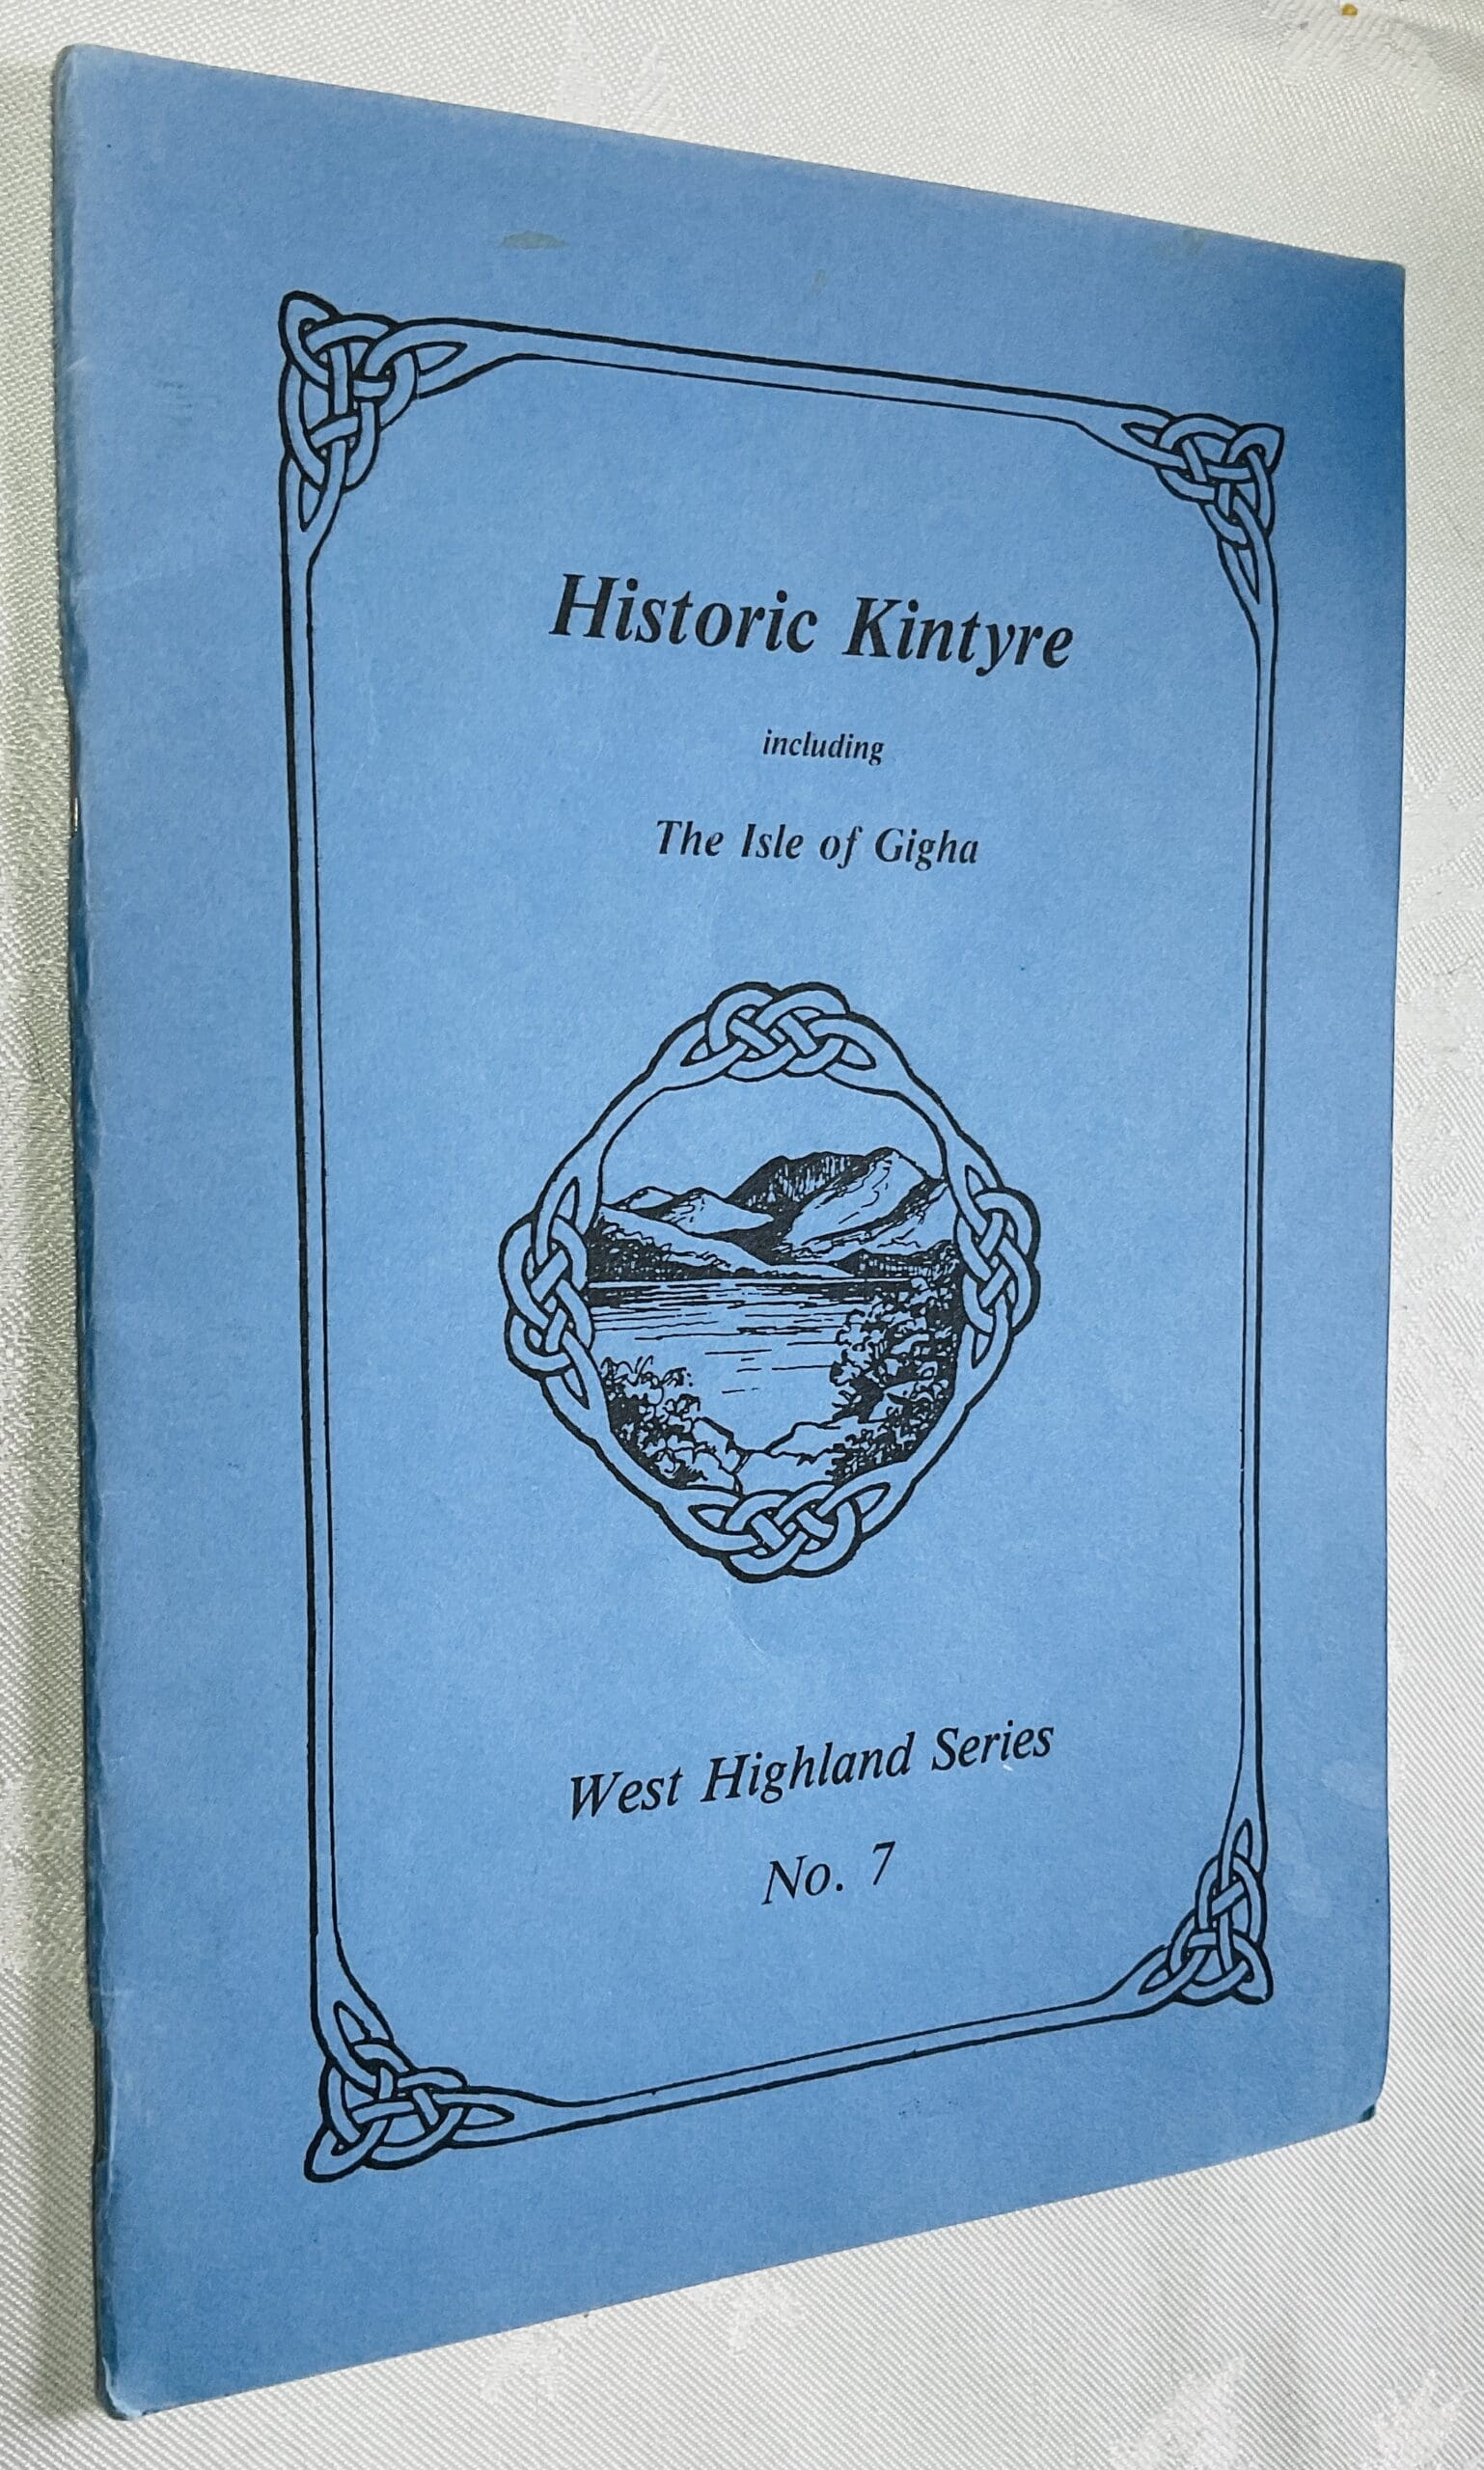 Historic Kintyre
including
The Isle of Gigha
West Highland Series
No. 7